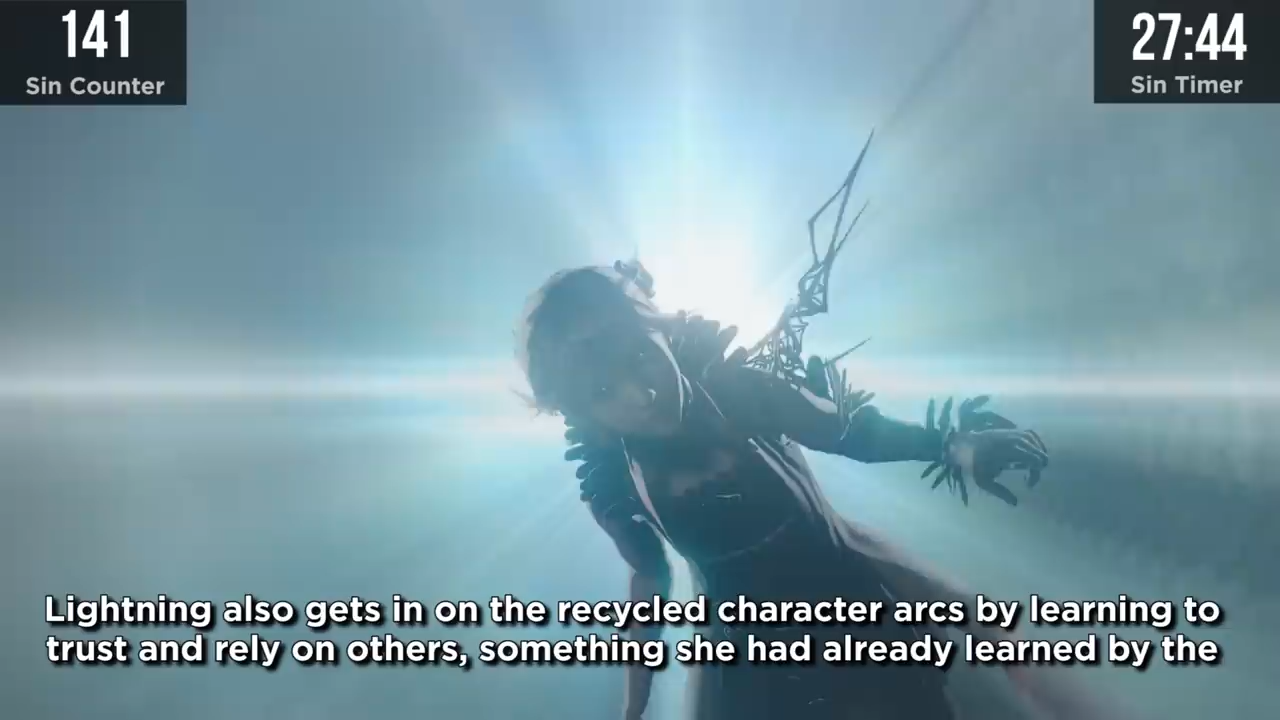 141
Sin Counter
27:44
Sin Timer
Lightning also gets in on the recycled character arcs by learning to
trust and rely on others, something she had already learned by the